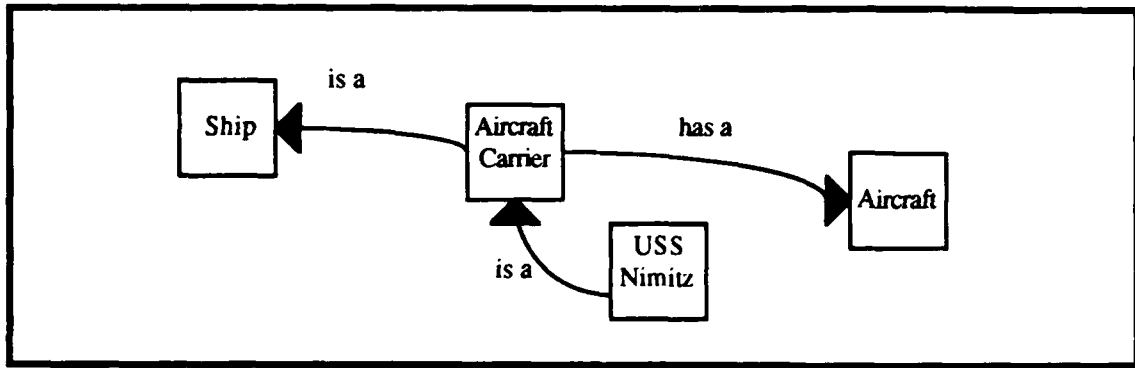 is a
Ship
Aircraft
Carrier
has a
Aircraft
is a
USS
Nimitz